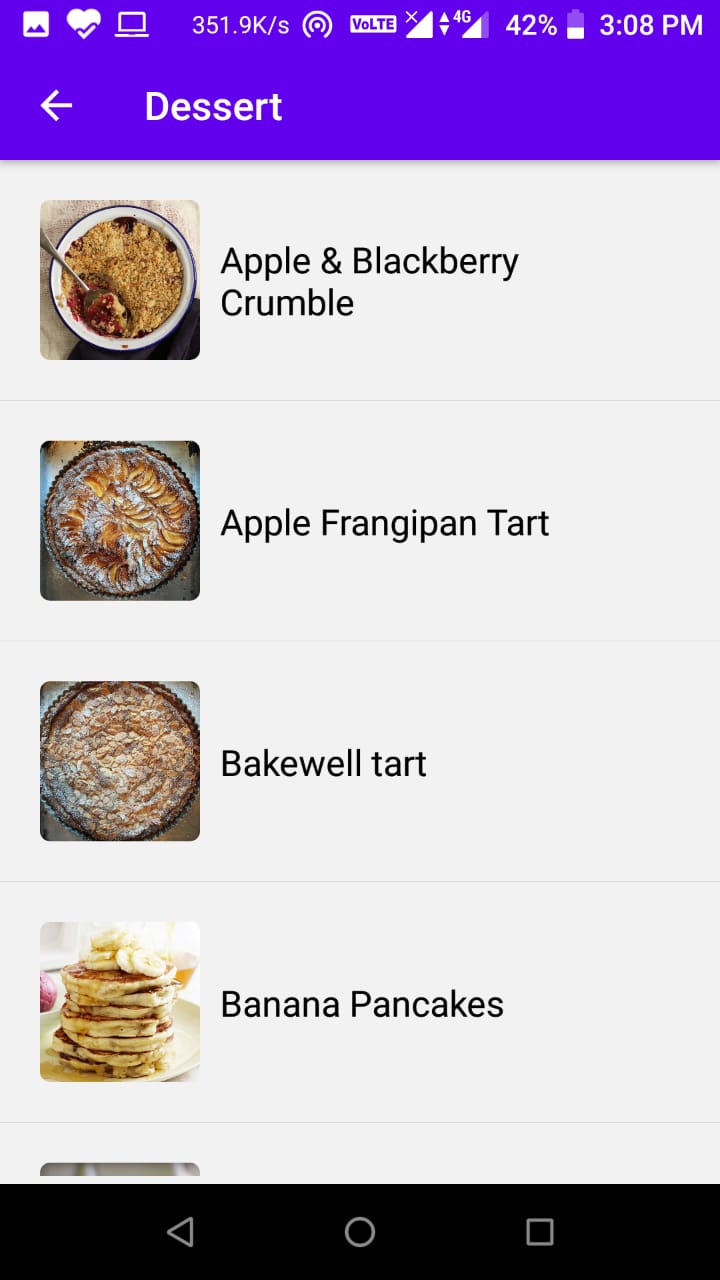 351.9K/s VoLTE 4G 42% 3:08 PM
Dessert
Apple & Blackberry
Crumble
Apple Frangipan Tart
Bakewell tart
Banana Pancakes